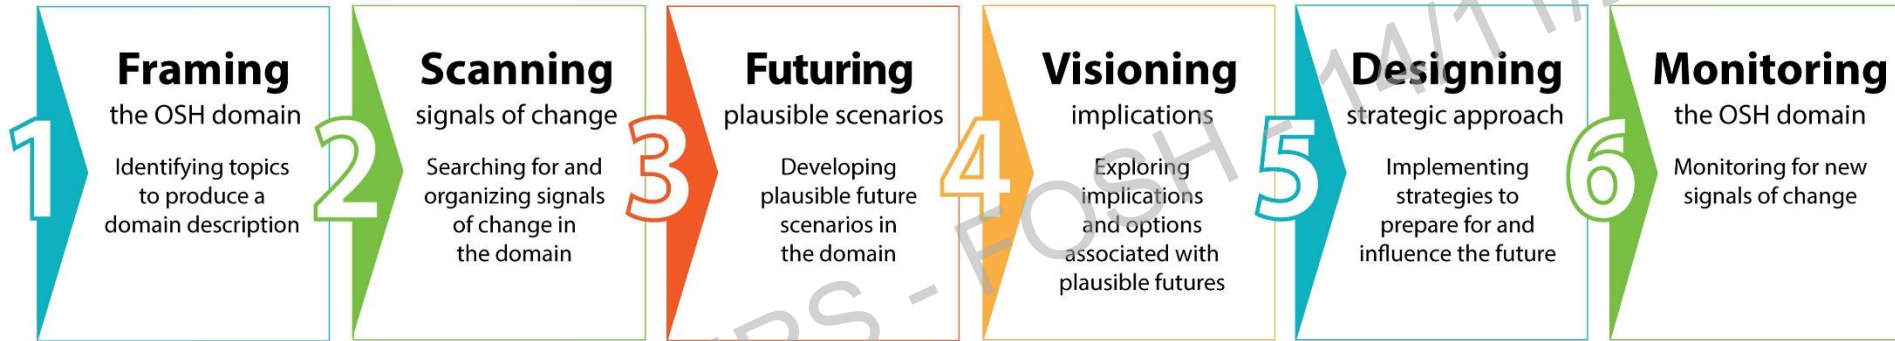 1
Framing
the OSH domain
Identifying topics
to produce a
domain description
2
Scanning
signals of change
Searching for and
organizing signals
of change in
the domain
3
Futuring
plausible scenarios
Developing
plausible future
scenarios in
the domain
4
Visioning
implications
Exploring
implications
and options
associated with
plausible futures
5
Designing
strategic approach
Implementing
strategies to
prepare for and
influence the future
6
Monitoring
the OSH domain
Monitoring for new
signals of change
- FOSH - 14/11/